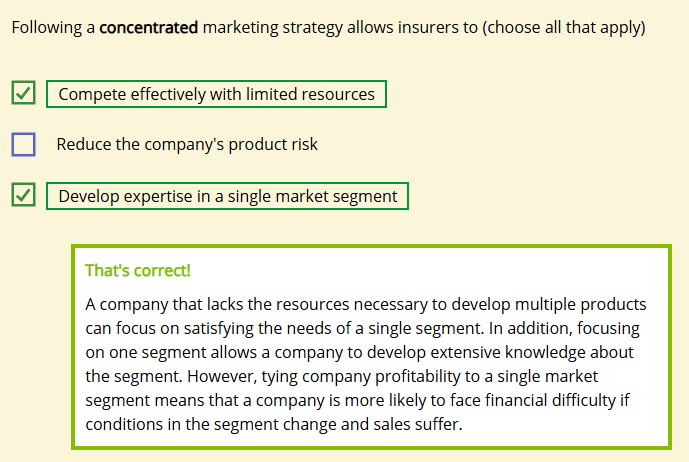 Following a concentrated marketing strategy allows insurers to (choose all that apply)
Compete effectively with limited resources
Reduce the company's product risk
Develop expertise in a single market segment
That's correct!
A company that lacks the resources necessary to develop multiple products
can focus on satisfying the needs of a single segment. In addition, focusing
on one segment allows a company to develop extensive knowledge about
the segment. However, tying company profitability to a single market
segment means that a company is more likely to face financial difficulty if
conditions in the segment change and sales suffer.